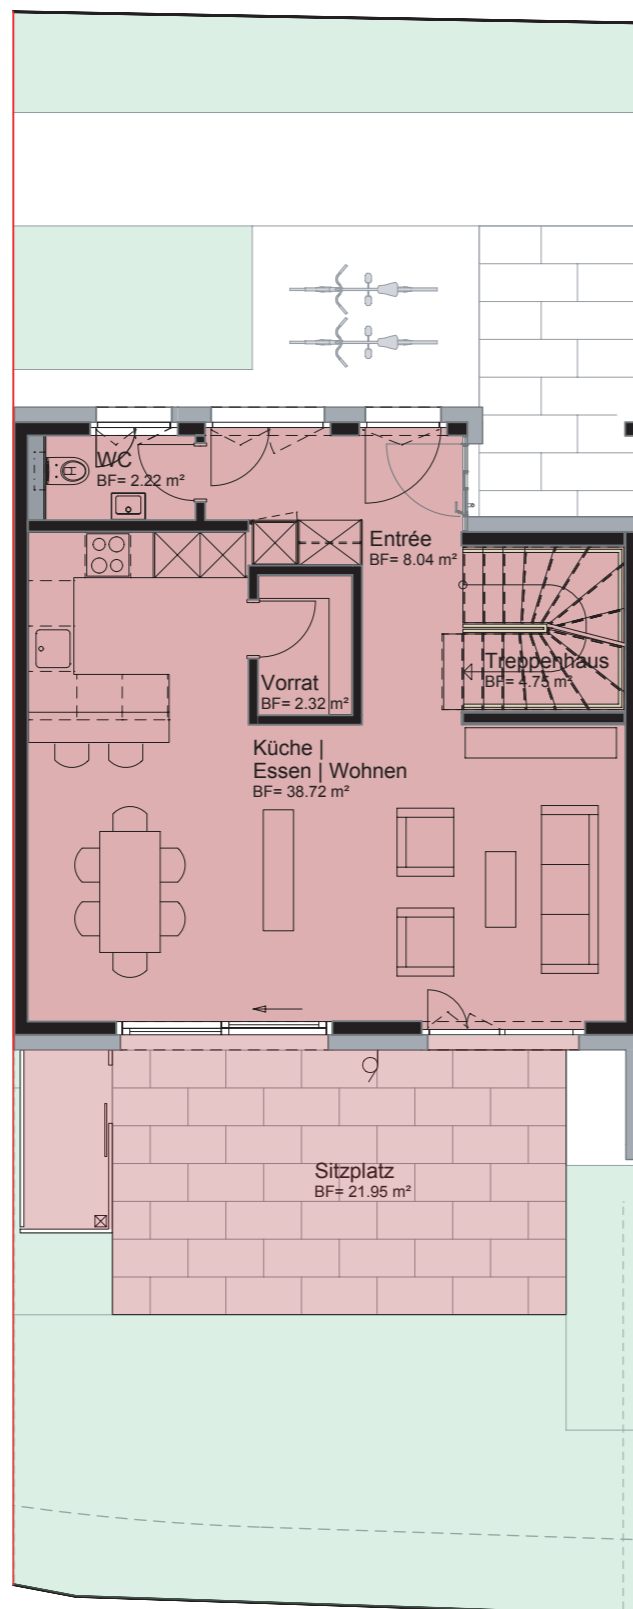 WC
BF= 2.22 m²
Entrée
BF= 8.04 m²
Treppenhaus
BF= 4.75 m²
Vorrat
BF= 2.32 m²
Küche |
Essen | Wohnen
BF= 38.72 m²
Sitzplatz
BF= 21.95 m²